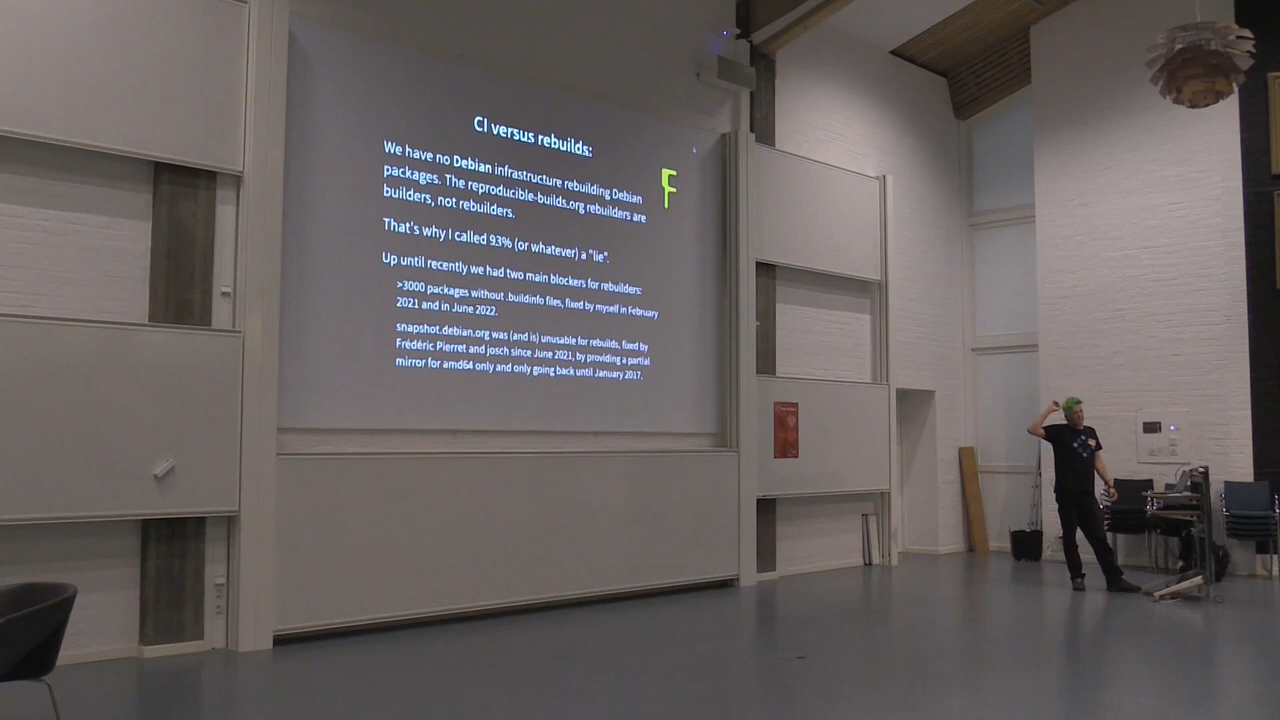 CI versus rebuilds:
We have no Debian infrastructure rebuilding Debian
packages. The reproducible-builds.org rebuilders are
builders, not rebuilders.
That's why I called 93% (or whatever) a "lie".
Up until recently we had two main blockers for rebuilders:
>3000 packages without .buildinfo files, fixed by myself in February
2021 and in June 2022.
snapshot.debian.org was (and is) unusable for rebuilds, fixed by
Frédéric Pierret and josch since June 2021, by providing a partial
mirror for amd64 only and only going back until January 2017.
F